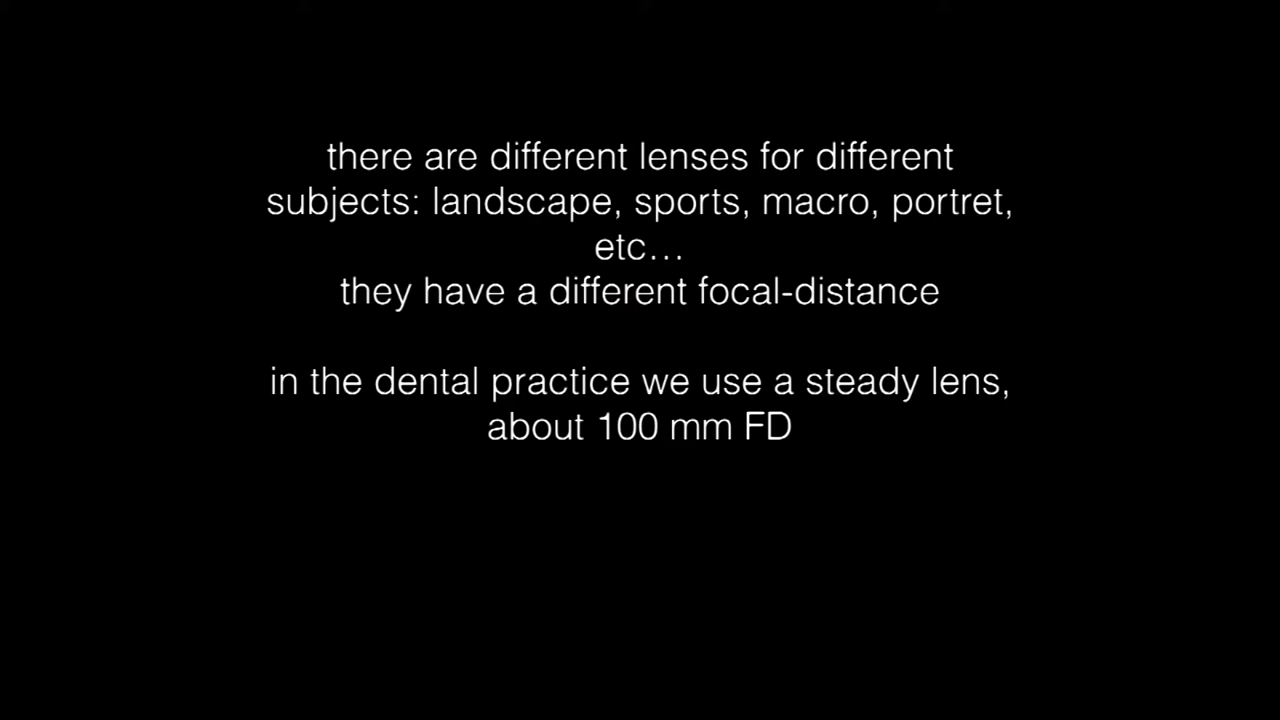 there are different lenses for different
subjects: landscape, sports, macro, portret,
etc…
they have a different focal-distance
in the dental practice we use a steady lens,
about 100 mm FD